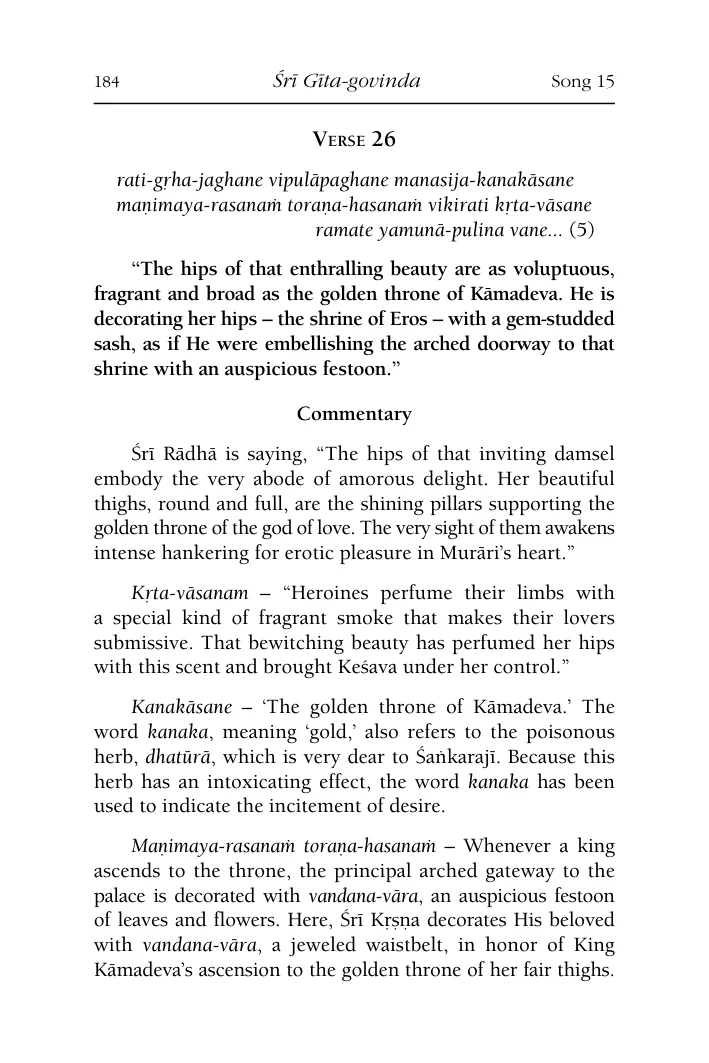 184 Śrī Gīta-govinda Song 15
Verse 26
rati-gṛha-jaghane vipulāpaghane manasija-kanakāsane
maṇimaya-rasanaṁ toraṇa-hasanaṁ vikirati kṛta-vāsane
ramate yamunā-pulina vane... (5)
“The hips of that enthralling beauty are as voluptuous,
fragrant and broad as the golden throne of Kāmadeva. He is
decorating her hips – the shrine of Eros – with a gem-studded
sash, as if He were embellishing the arched doorway to that
shrine with an auspicious festoon.”
Commentary
Śrī Rādhā is saying, “The hips of that inviting damsel
embody the very abode of amorous delight. Her beautiful
thighs, round and full, are the shining pillars supporting the
golden throne of the god of love. The very sight of them awakens
intense hankering for erotic pleasure in Murāri’s heart.”
Kṛta-vāsanam – “Heroines perfume their limbs with
a special kind of fragrant smoke that makes their lovers
submissive. That bewitching beauty has perfumed her hips
with this scent and brought Keśava under her control.”
Kanakāsane – ‘The golden throne of Kāmadeva.’ The
word kanaka, meaning ‘gold,’ also refers to the poisonous
herb, dhatūrā, which is very dear to Śaṅkarajī. Because this
herb has an intoxicating effect, the word kanaka has been
used to indicate the incitement of desire.
Maṇimaya-rasanaṁ toraṇa-hasanaṁ – Whenever a king
ascends to the throne, the principal arched gateway to the
palace is decorated with vandana-vāra, an auspicious festoon
of leaves and flowers. Here, Śrī Kṛṣṇa decorates His beloved
with vandana-vāra, a jeweled waistbelt, in honor of King
Kāmadeva’s ascension to the golden throne of her fair thighs.